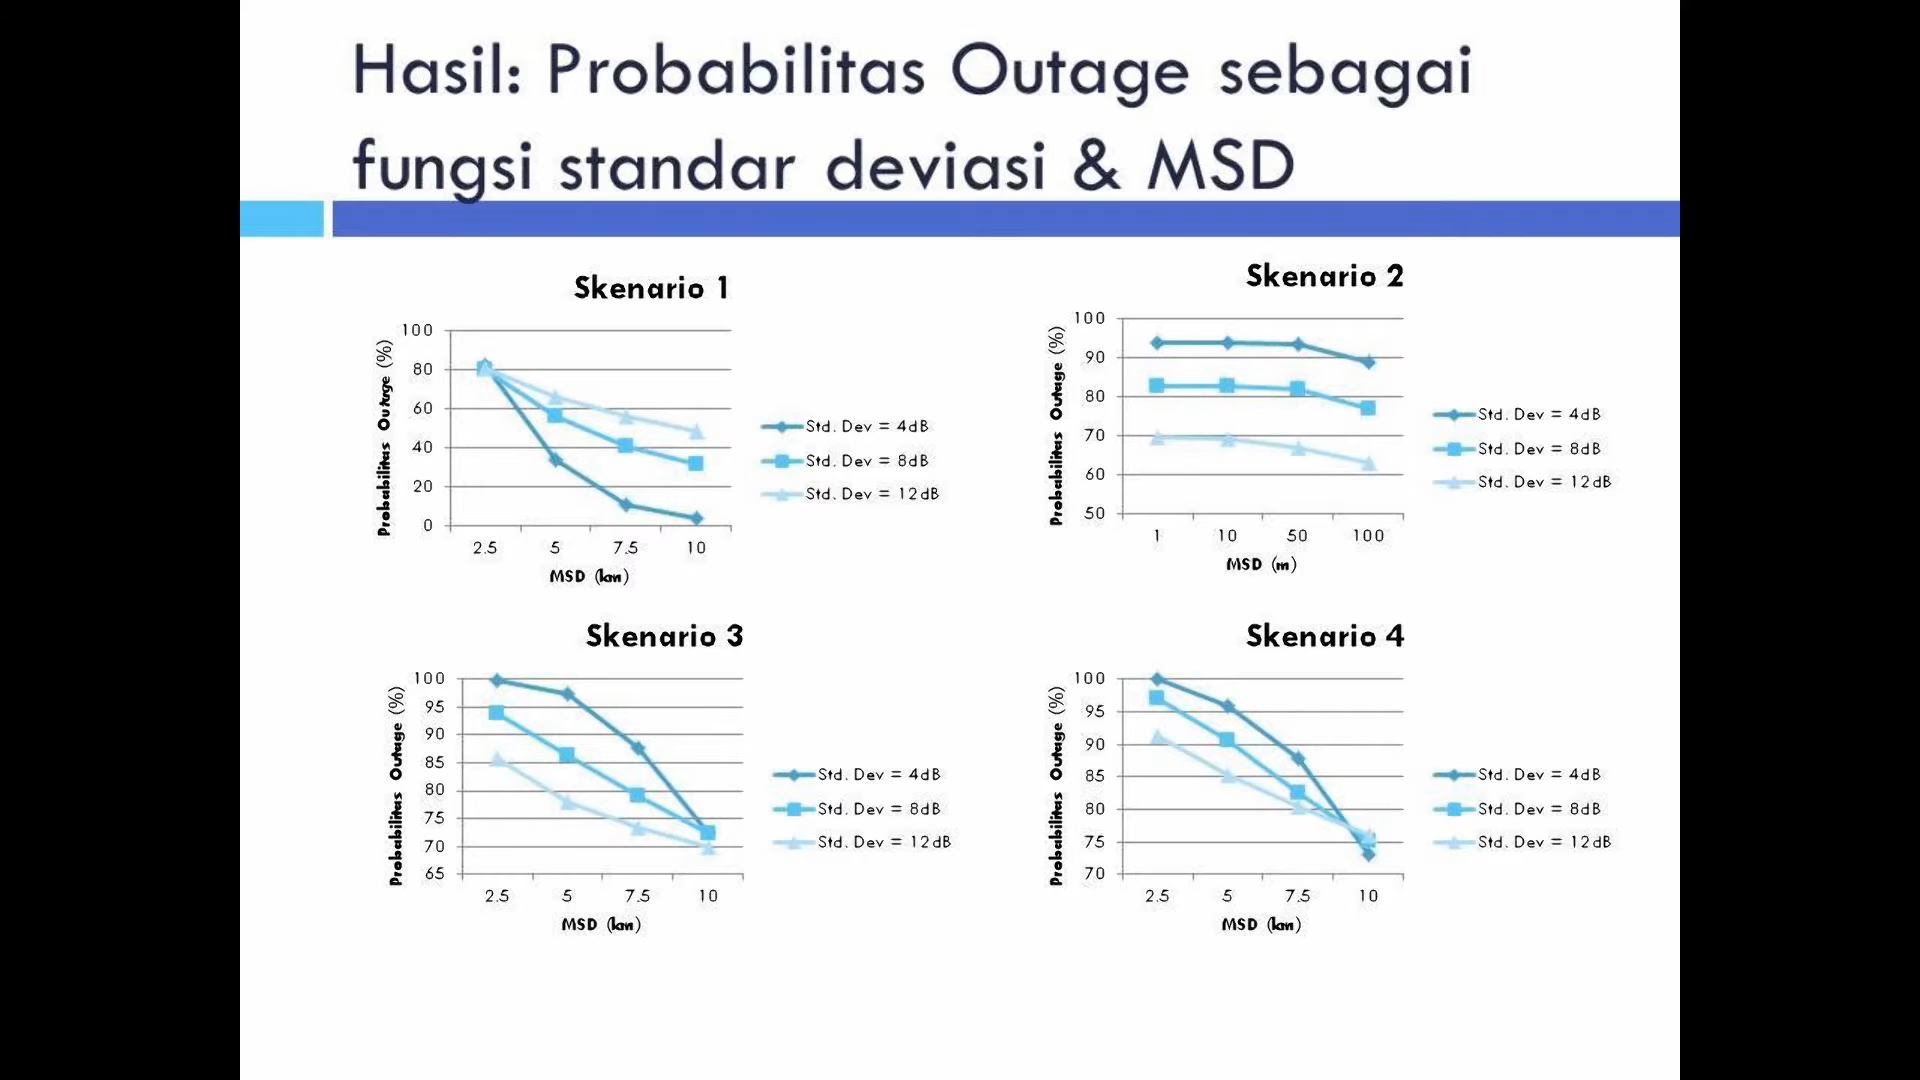 Hasil: Probabilitas Outage sebagai
fungsi standar deviasi & MSD
Skenario 1
Probabilitas Outage (%)
100
80
60
40
20
0
2.5 5 7.5 10
MSD (km)
Std. Dev = 4dB
Std. Dev = 8dB
Std. Dev = 12dB
Skenario 2
Probabilitas Outage (%)
100
90
80
70
60
50
1 10 50 100
MSD (m)
Std. Dev = 4dB
Std. Dev = 8dB
Std. Dev = 12dB
Skenario 3
Probabilitas Outage (%)
100
95
90
85
80
75
70
65
2.5 5 7.5 10
MSD (km)
Std. Dev = 4dB
Std. Dev = 8dB
Std. Dev = 12dB
Skenario 4
Probabilitas Outage (%)
100
95
90
85
80
75
70
2.5 5 7.5 10
MSD (km)
Std. Dev = 4dB
Std. Dev = 8dB
Std. Dev = 12dB